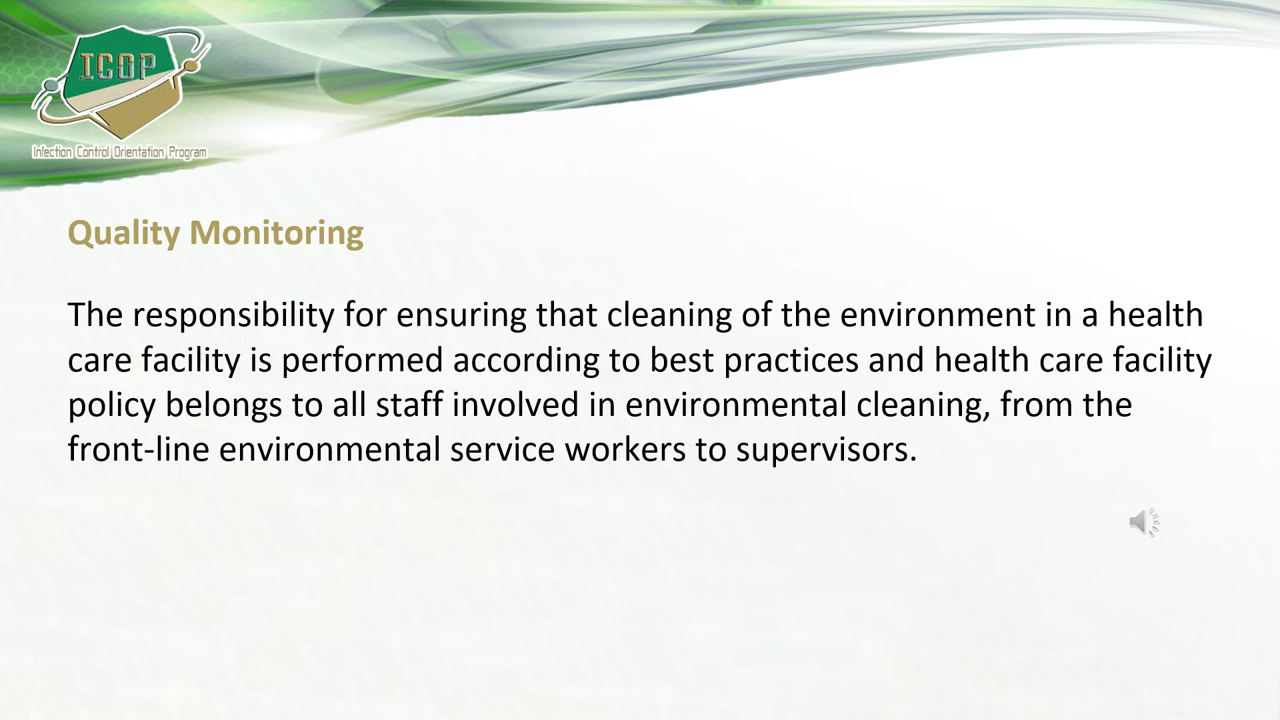 ICOP
Infection Control Orientation Program
Quality Monitoring
The responsibility for ensuring that cleaning of the environment in a health
care facility is performed according to best practices and health care facility
policy belongs to all staff involved in environmental cleaning, from the
front-line environmental service workers to supervisors.